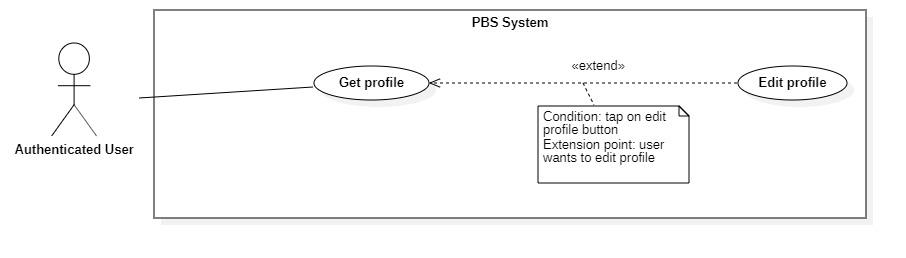 PBS System
«extend»
Get profile
Edit profile
Condition: tap on edit
profile button
Extension point: user
wants to edit profile
Authenticated User